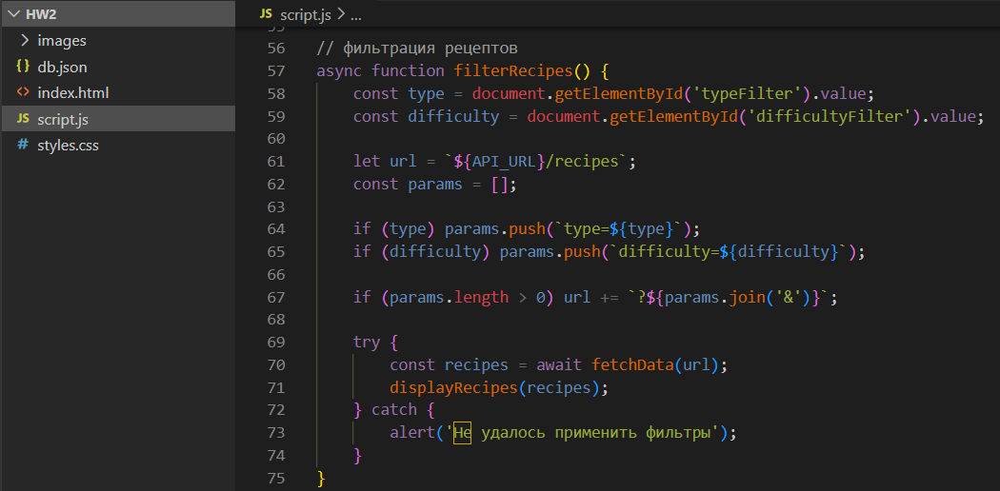 HW2
images
{} db.json
<> index.html
JS script.js
# styles.css
JS script.js > ...
55
56 // фильтрация рецептов
57 async function filterRecipes() {
58 const type = document.getElementById('typeFilter').value;
59 const difficulty = document.getElementById('difficultyFilter').value;
60
61 let url = `${API_URL}/recipes`;
62 const params = [];
63
64 if (type) params.push(`type=${type}`);
65 if (difficulty) params.push(`difficulty=${difficulty}`);
66
67 if (params.length > 0) url += `?${params.join('&')}`;
68
69 try {
70 const recipes = await fetchData(url);
71 displayRecipes(recipes);
72 } catch {
73 alert('Не удалось применить фильтры');
74 }
75 }